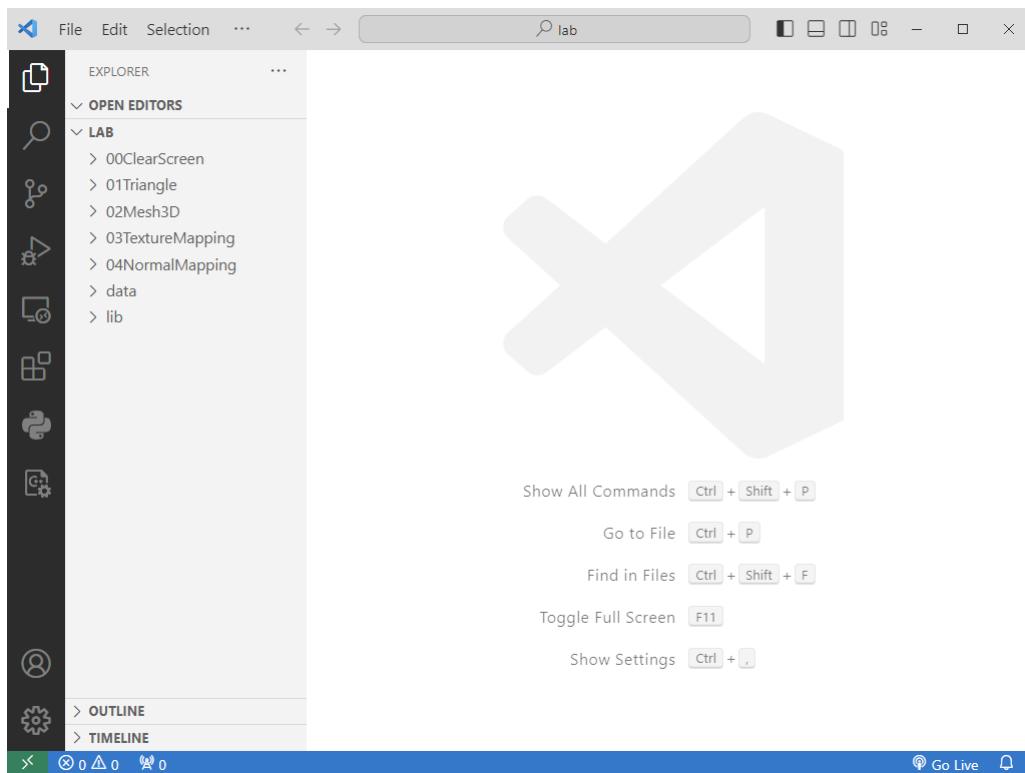 File Edit Selection ··· lab
EXPLORER ···
OPEN EDITORS
LAB
00ClearScreen
01Triangle
02Mesh3D
03TextureMapping
04NormalMapping
data
lib
Show All Commands Ctrl + Shift + P
Go to File Ctrl + P
Find in Files Ctrl + Shift + F
Toggle Full Screen F11
Show Settings Ctrl + ,
OUTLINE
TIMELINE
0 0 0 Go Live